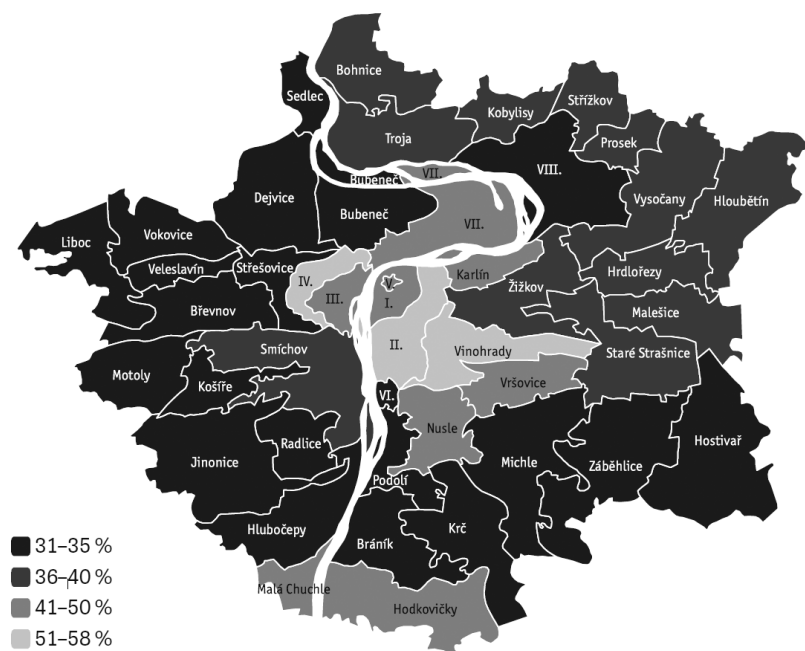 Bohnice
Sedlec
Střížkov
Kobylisy
Troja
Prosek
VII.
VIII.
Bubeneč
Vysočany
Dejvice
Hloubětín
Bubeneč
VII.
Liboc
Vokovice
Veleslavín
Střešovice
IV.
Karlín
Hrdlořezy
V.
Žižkov
III.
I.
Břevnov
Malešice
Smíchov
II.
Vinohrady
Staré Strašnice
Motoly
Košíře
Vršovice
VI.
Nusle
Hostivař
Radlice
Michle
Jinonice
Záběhlice
Podolí
Hlubočepy
Krč
Bráník
31–35 %
36–40 %
Malá Chuchle
41–50 %
Hodkovičky
51–58 %